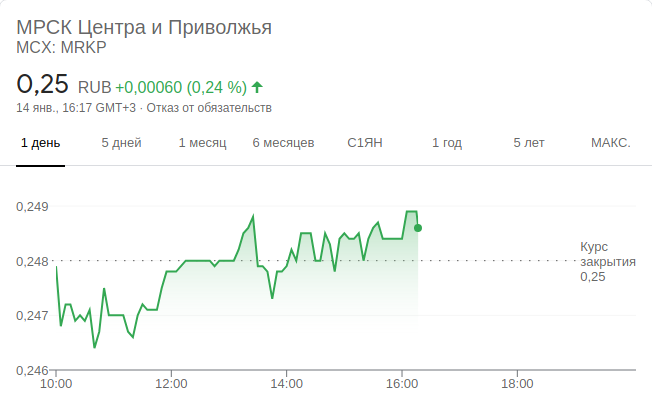 МРСК Центра и Приволжья
MCX: MRKP
0,25 RUB +0,00060 (0,24 %)
14 янв., 16:17 GMT+3 · Отказ от обязательств
1 день 5 дней 1 месяц 6 месяцев С1ЯН 1 год 5 лет МАКС.
0,249
0,248
0,247
0,246
Курс
закрытия
0,25
10:00 12:00 14:00 16:00 18:00